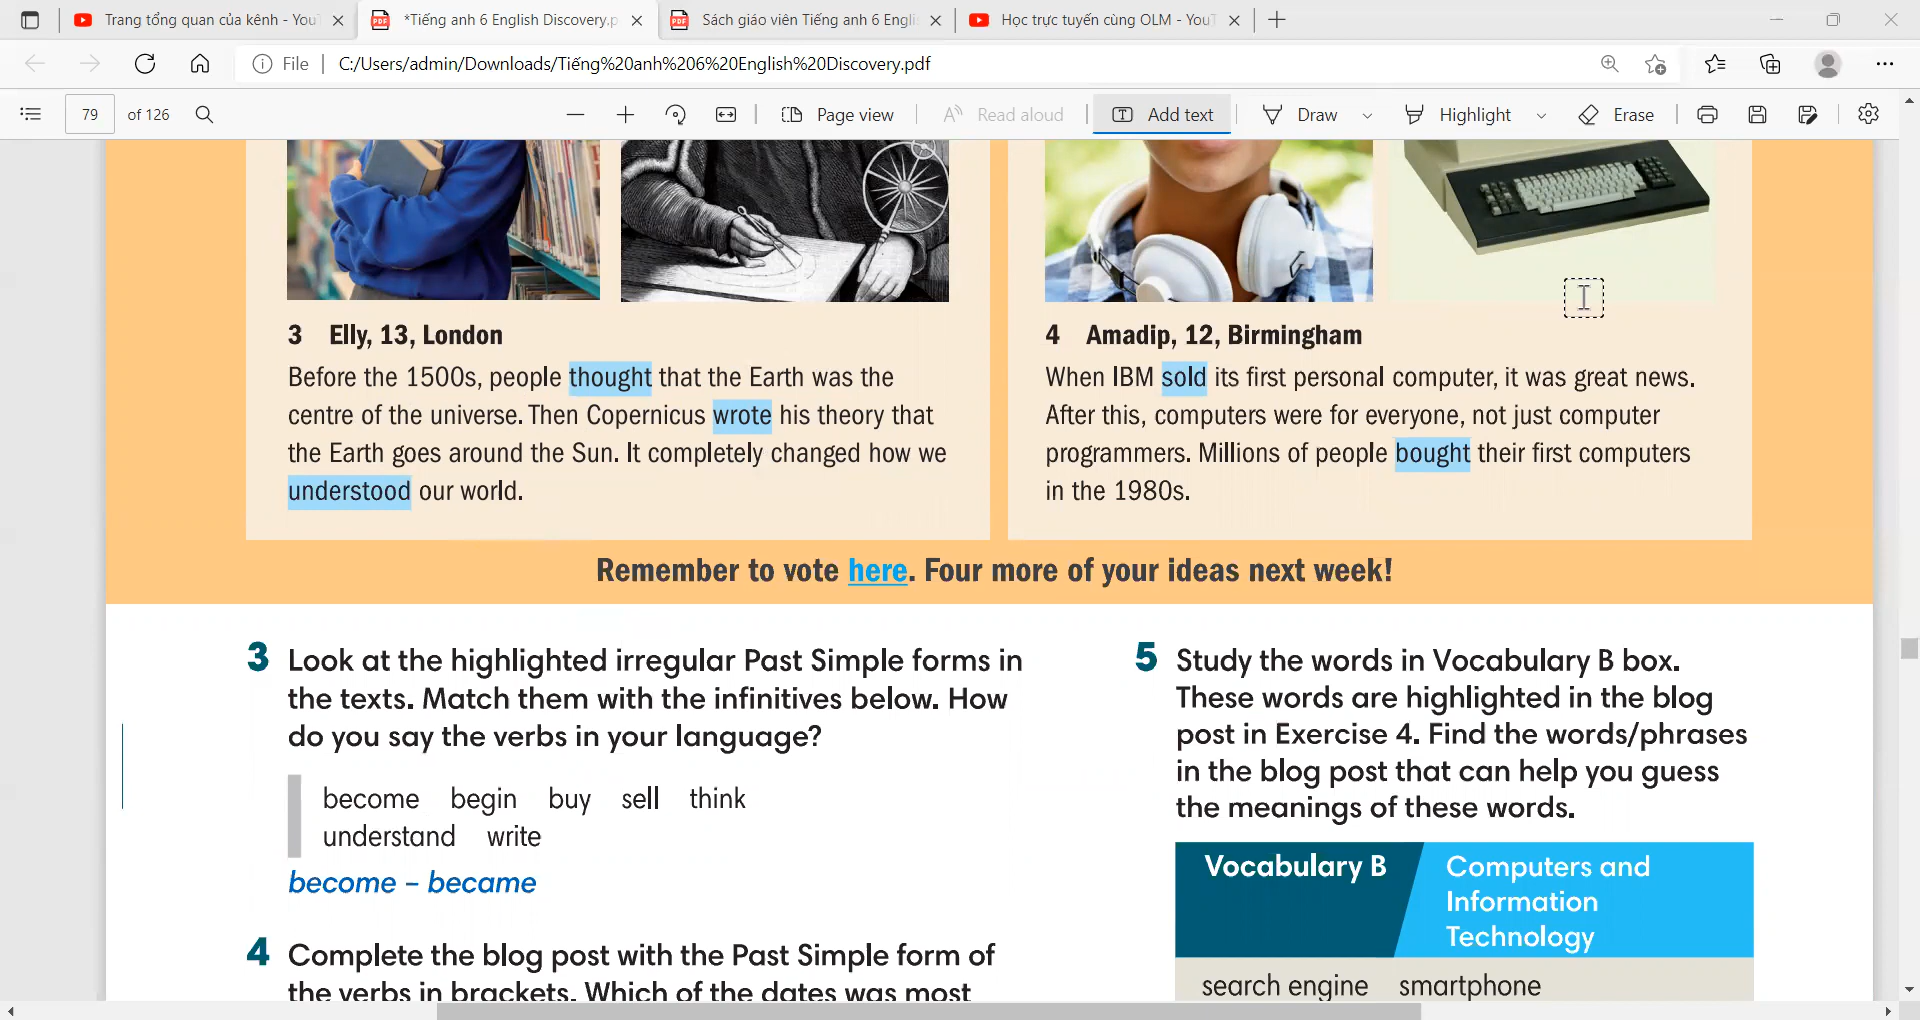 Trang tổng quan của kênh - You
*Tiếng anh 6 English Discovery.p
Sách giáo viên Tiếng anh 6 Engli
Học trực tuyến cùng OLM - YouT
File
C:/Users/admin/Downloads/Tiếng%20anh%206%20English%20Discovery.pdf
79 of 126
Page view
Read aloud
Add text
Draw
Highlight
Erase
3 Elly, 13, London
Before the 1500s, people thought that the Earth was the
centre of the universe. Then Copernicus wrote his theory that
the Earth goes around the Sun. It completely changed how we
understood our world.
4 Amadip, 12, Birmingham
When IBM sold its first personal computer, it was great news.
After this, computers were for everyone, not just computer
programmers. Millions of people bought their first computers
in the 1980s.
Remember to vote here. Four more of your ideas next week!
3 Look at the highlighted irregular Past Simple forms in
the texts. Match them with the infinitives below. How
do you say the verbs in your language?
become begin buy sell think
understand write
become – became
4 Complete the blog post with the Past Simple form of
the verbs in brackets. Which of the dates was most
5 Study the words in Vocabulary B box.
These words are highlighted in the blog
post in Exercise 4. Find the words/phrases
in the blog post that can help you guess
the meanings of these words.
Vocabulary B
Computers and
Information
Technology
search engine smartphone